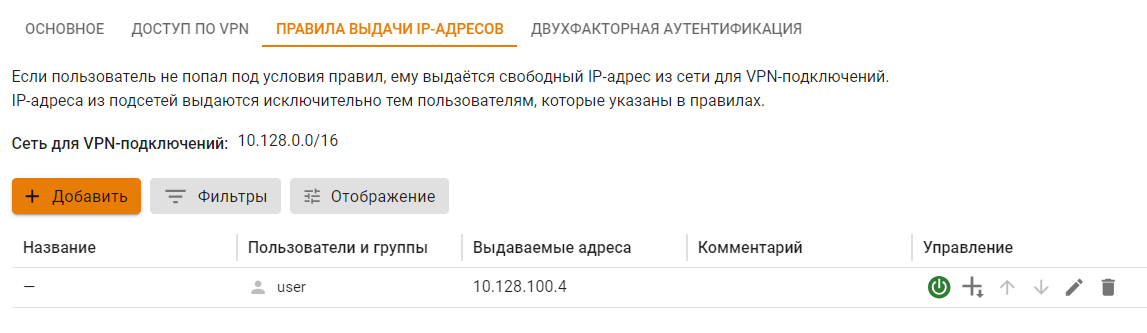 ОСНОВНОЕ ДОСТУП ПО VPN ПРАВИЛА ВЫДАЧИ IP-АДРЕСОВ ДВУХФАКТОРНАЯ АУТЕНТИФИКАЦИЯ
Если пользователь не попал под условия правил, ему выдаётся свободный IP-адрес из сети для VPN-подключений.
IP-адреса из подсетей выдаются исключительно тем пользователям, которые указаны в правилах.
Сеть для VPN-подключений: 10.128.0.0/16
Добавить Фильтры Отображение
Название Пользователи и группы Выдаваемые адреса Комментарий Управление
— user 10.128.100.4